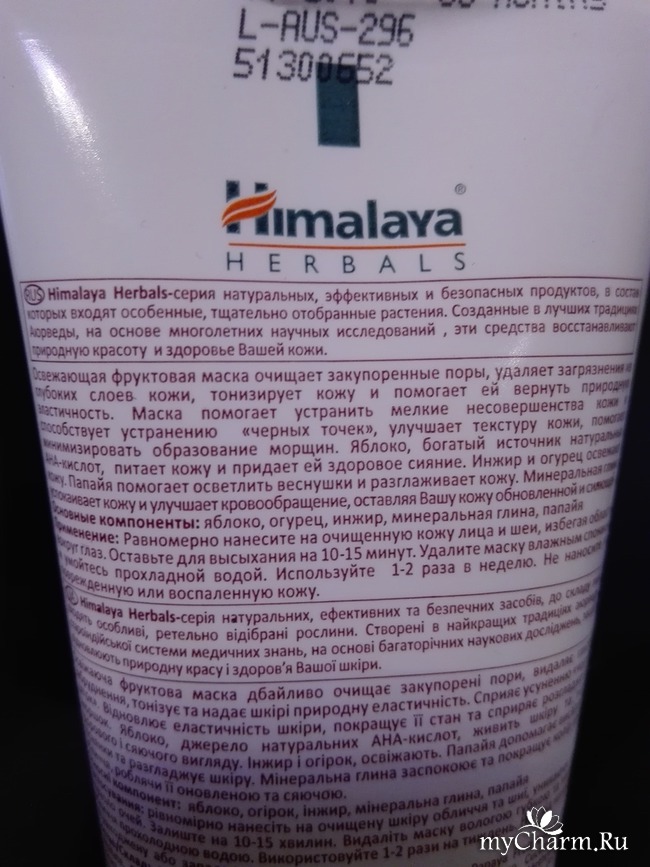 L-AUS-296
51300652
Himalaya®
HERBALS
RUS Himalaya Herbals-серия натуральных, эффективных и безопасных продуктов, в состав
которых входят особенные, тщательно отобранные растения. Созданные в лучших традициях
Аюрведы, на основе многолетних научных исследований , эти средства восстанавливают
природную красоту и здоровье Вашей кожи.
Освежающая фруктовая маска очищает закупоренные поры, удаляет загрязнения из
глубоких слоев кожи, тонизирует кожу и помогает ей вернуть природную
эластичность. Маска помогает устранить мелкие несовершенства кожи и
способствует устранению «черных точек», улучшает текстуру кожи, помогает
минимизировать образование морщин. Яблоко, богатый источник натуральных
АНА-кислот, питает кожу и придает ей здоровое сияние. Инжир и огурец освежают
кожу. Папайя помогает осветлить веснушки и разглаживает кожу. Минеральная глина
успокаивает кожу и улучшает кровообращение, оставляя Вашу кожу обновленной и сияющей.
Основные компоненты: яблоко, огурец, инжир, минеральная глина, папайя
Применение: Равномерно нанесите на очищенную кожу лица и шеи, избегая области
вокруг глаз. Оставьте для высыхания на 10-15 минут. Удалите маску влажным спонжем
и умойтесь прохладной водой. Используйте 1-2 раза в неделю. Не наносите на
поврежденную или воспаленную кожу.
Himalaya Herbals-серія натуральних, ефективних та безпечних засобів, до складу
входять особливі, ретельно відібрані рослини. Створені в найкращих традиціях
системи медичних знань, на основі багаторічних наукових досліджень,
природну красу і здоров'я Вашої шкіри.
фруктова маска дбайливо очищає закупорені пори, видаляє
тонізує та надає шкірі природну еластичність. Сприяє усуненню
Відновлює еластичність шкіри, покращує її стан та сприяє
Яблоко, джерело натуральних АНА-кислот, живить шкіру та
сяючого вигляду. Інжир і огірок, освіжають. Папайя допомагає
та разгладжує шкіру. Мінеральна глина заспокоює та покращує
роблячи її оновленою та сяючою.
компонент: яблоко, огірок, інжир, мінеральна глина, папайя
рівномірно нанесіть на очищену шкіру обличчя та шиї,
очей. Залиште на 10-15 хвилин. Видаліть маску вологою
прохолодною водою. Використовуйте 1-2 рази на тиждень.
myCharm.Ru